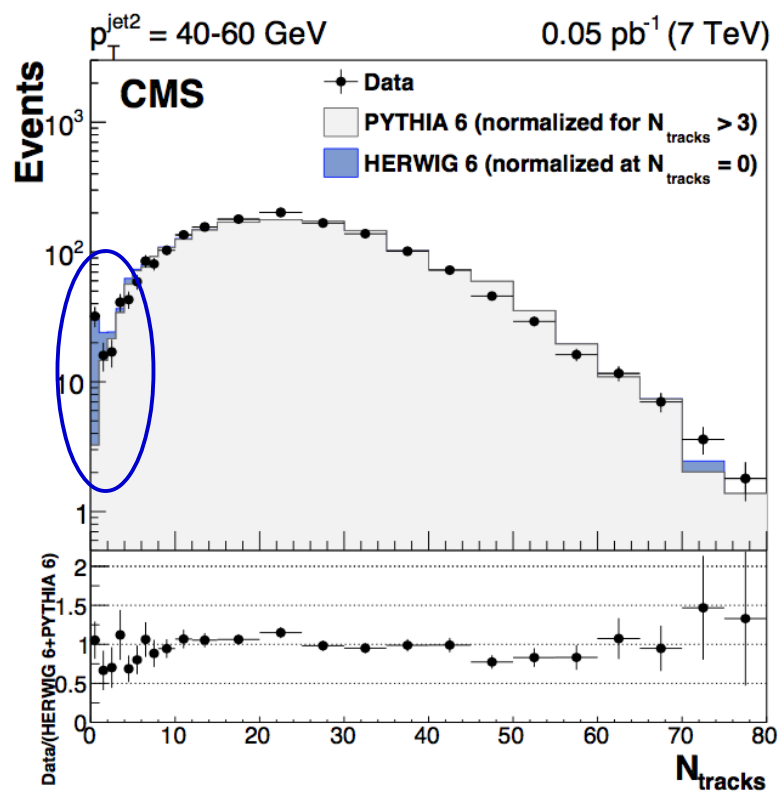 p_T^jet2 = 40-60 GeV 0.05 pb⁻¹ (7 TeV)
CMS
Data
PYTHIA 6 (normalized for N_tracks > 3)
HERWIG 6 (normalized at N_tracks = 0)
Events
10³
10²
10
1
Data/(HERWIG 6+PYTHIA 6)
2
1.5
1
0.5
0
0 10 20 30 40 50 60 70 80
N_tracks